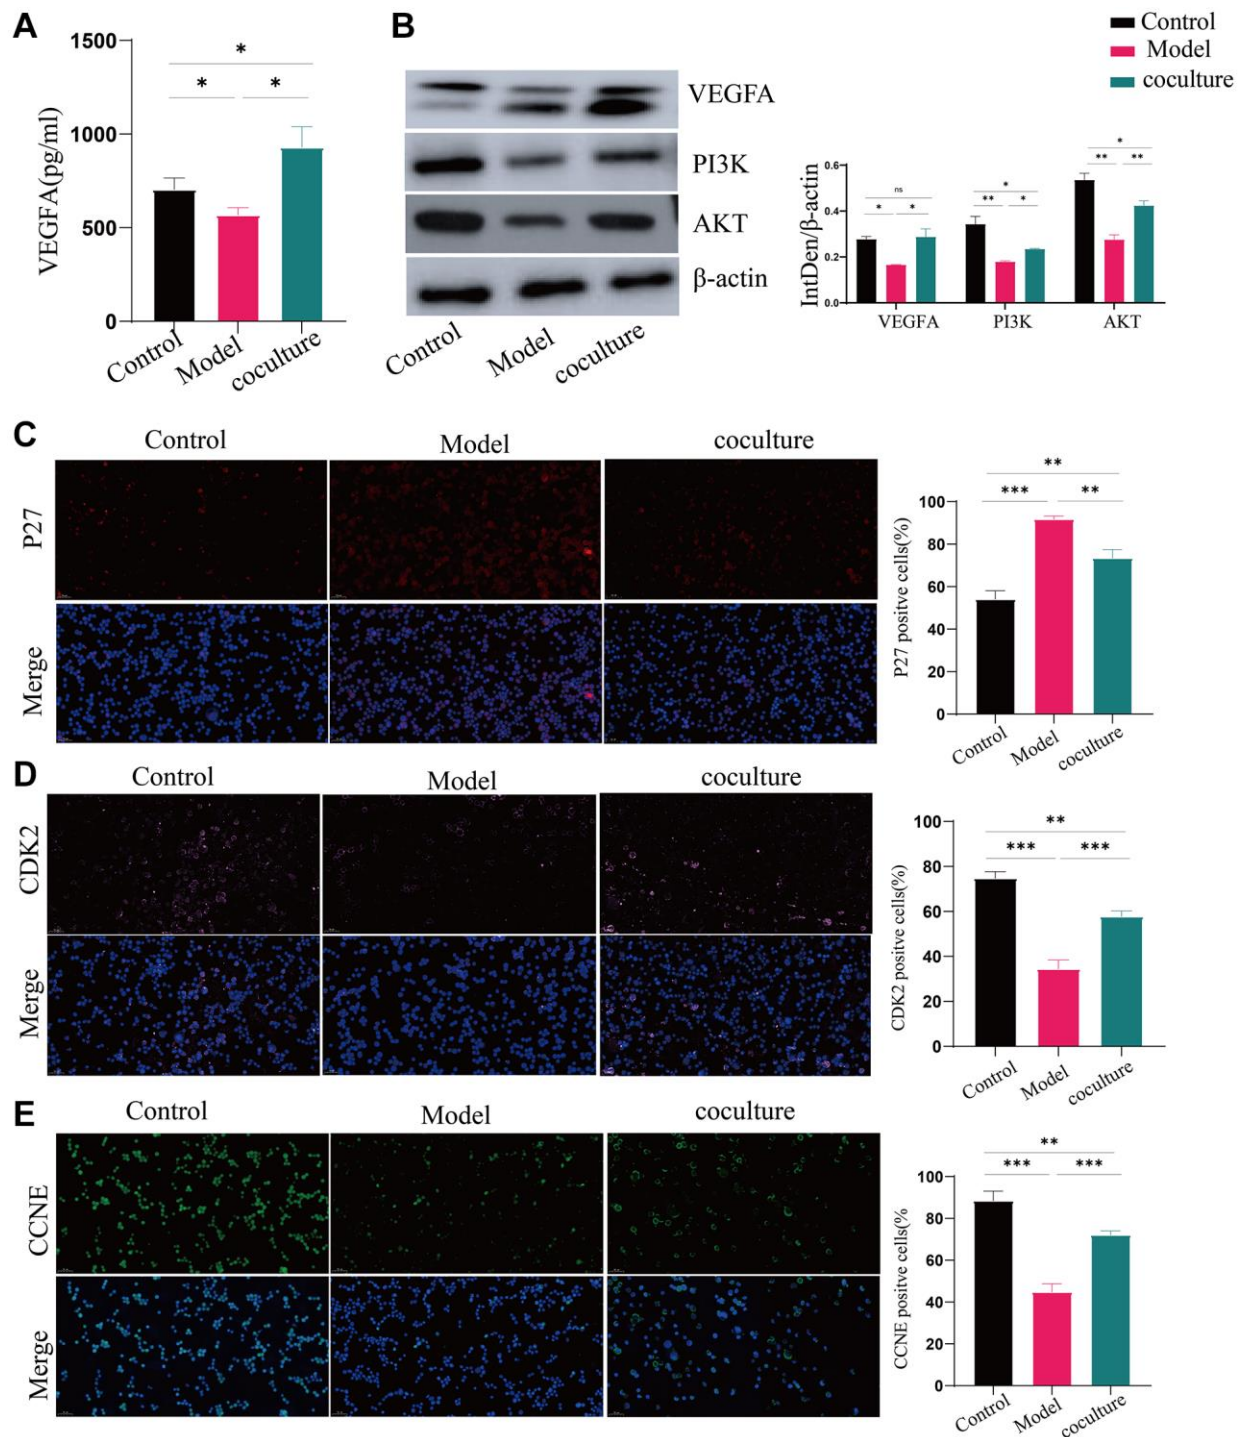 A
VEGFA(pg/ml)
1500
1000
500
0
*
*
*
Control
Model
coculture
B
VEGFA
PI3K
AKT
β-actin
Control
Model
coculture
Control
Model
coculture
IntDen/β-actin
0.6
0.4
0.2
0.0
ns
*
*
*
**
*
*
**
**
VEGFA
PI3K
AKT
C
Control
Model
coculture
P27
Merge
P27 positve cells(%)
100
80
60
40
20
0
**
***
**
Control
Model
coculture
D
Control
Model
coculture
CDK2
Merge
CDK2 positve cells(%)
100
80
60
40
20
0
**
***
***
Control
Model
coculture
E
Control
Model
coculture
CCNE
Merge
CCNE positve cells(%
100
80
60
40
20
0
**
***
***
Control
Model
coculture